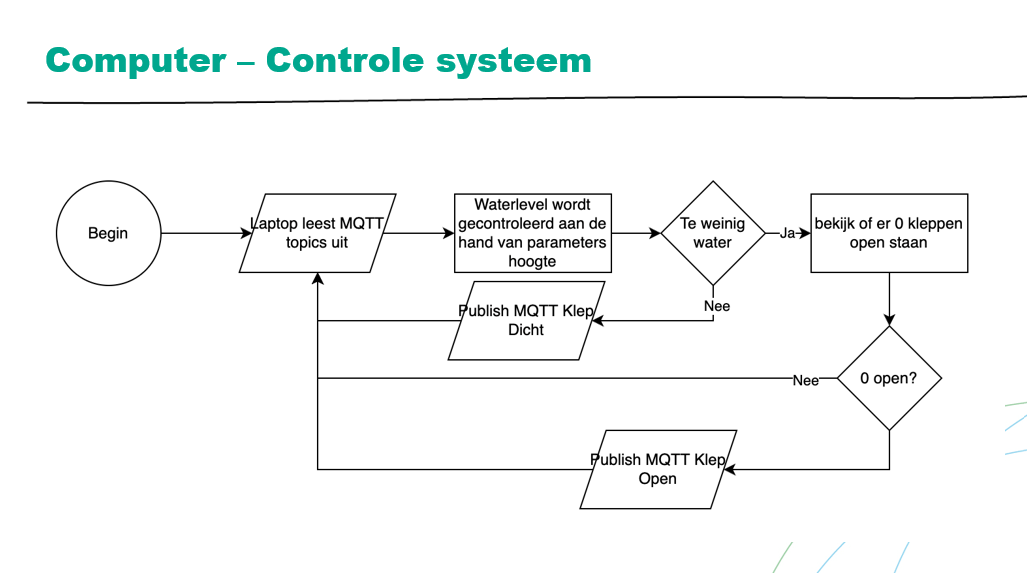 Computer – Controle systeem
Begin
Laptop leest MQTT
topics uit
Waterlevel wordt
gecontroleerd aan de
hand van parameters
hoogte
Te weinig
water
Ja
bekijk of er 0 kleppen
open staan
Nee
Publish MQTT Klep
Dicht
Nee
0 open?
Publish MQTT Klep
Open